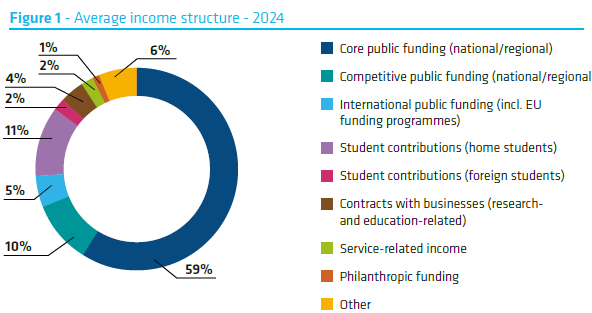 Figure 1 - Average income structure - 2024
1%
2%
6%
4%
2%
11%
5%
10%
59%
Core public funding (national/regional)
Competitive public funding (national/regional
International public funding (incl. EU
funding programmes)
Student contributions (home students)
Student contributions (foreign students)
Contracts with businesses (research-
and education-related)
Service-related income
Philanthropic funding
Other